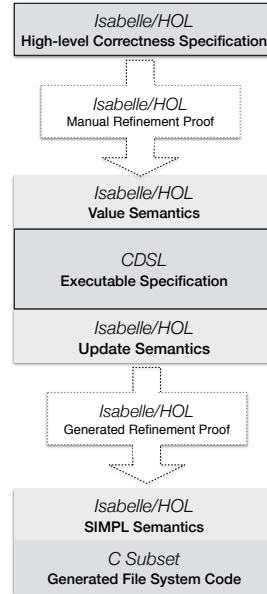 Isabelle/HOL
High-level Correctness Specification
Isabelle/HOL
Manual Refinement Proof
Isabelle/HOL
Value Semantics
CDSL
Executable Specification
Isabelle/HOL
Update Semantics
Isabelle/HOL
Generated Refinement Proof
Isabelle/HOL
SIMPL Semantics
C Subset
Generated File System Code